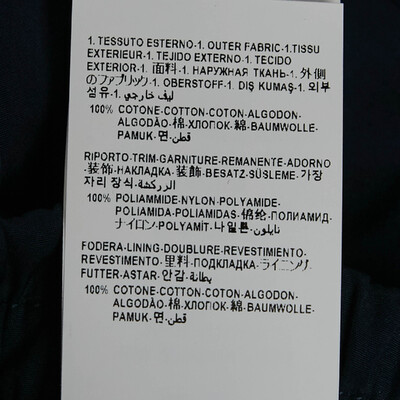 1. TESSUTO ESTERNO-1. OUTER FABRIC-1.TISSU
EXTERIEUR-1. TEJIDO EXTERNO-1. TECIDO
EXTERIOR-1. 面料-1. НАРУЖНАЯ ТКАНЬ-1. 外側
のファブリック-1. OBERSTOFF-1. DIŞ KUMAŞ-1. 외부
섬유-1. ليف خارجي
100% COTONE-COTTON-COTON-ALGODON-
ALGODÃO-棉-ХЛОПОК-綿-BAUMWOLLE-
PAMUK-면-قطن
RIPORTO-TRIM-GARNITURE-REMANENTE-ADORNO
-装饰-НАКЛАДКА-装飾-BESATZ-SÜSLEME-가장
자리 장식-الزركشة
100% POLIAMMIDE-NYLON-POLYAMIDE-
POLIAMIDA-POLIAMIDAS-锦纶-ПОЛИАМИД-
ナイロン-POLYAMIT-나일론-نايلون
FODERA-LINING-DOUBLURE-REVESTIMIENTO-
REVESTIMENTO-里料-ПОДКЛАДКА-ライニング-
FUTTER-ASTAR-안감-بطانة
100% COTONE-COTTON-COTON-ALGODON-
ALGODÃO-棉-ХЛОПОК-綿-BAUMWOLLE-
PAMUK-면-قطن